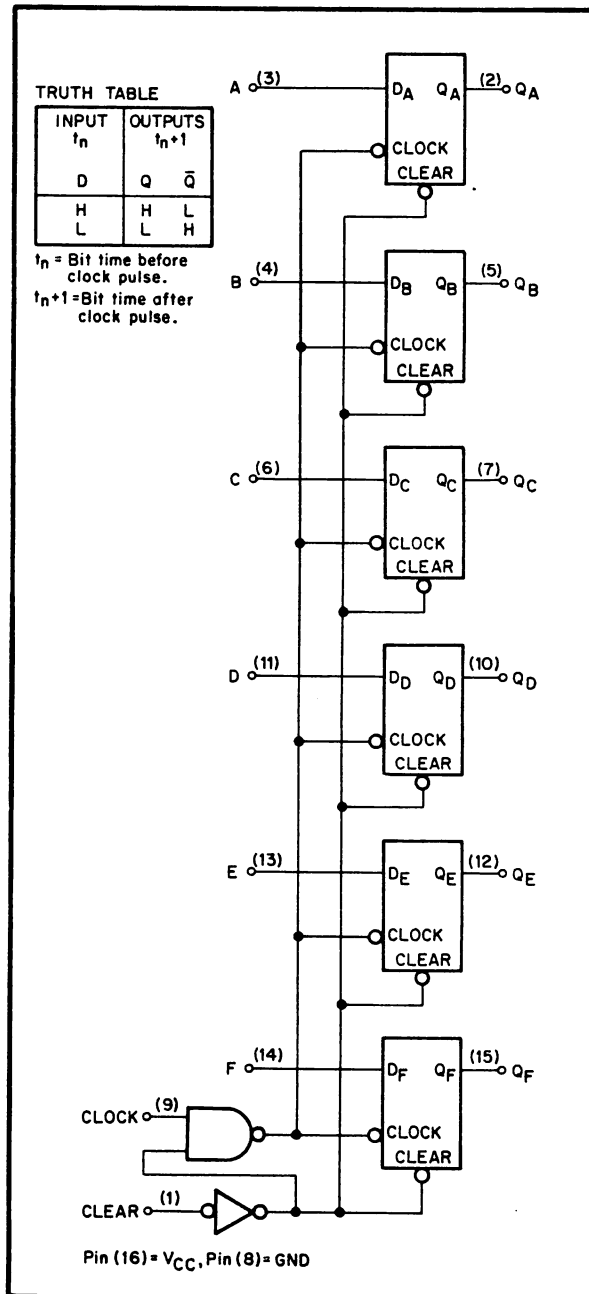 TRUTH TABLE
INPUT OUTPUTS
tn tn+1
D Q Q̅
H H L
L L H
tn = Bit time before
clock pulse.
tn+1 = Bit time after
clock pulse.
A (3) DA QA (2) QA
CLOCK
CLEAR
B (4) DB QB (5) QB
CLOCK
CLEAR
C (6) DC QC (7) QC
CLOCK
CLEAR
D (11) DD QD (10) QD
CLOCK
CLEAR
E (13) DE QE (12) QE
CLOCK
CLEAR
F (14) DF QF (15) QF
CLOCK (9) CLOCK
CLEAR
CLEAR (1)
Pin (16) = VCC, Pin (8) = GND